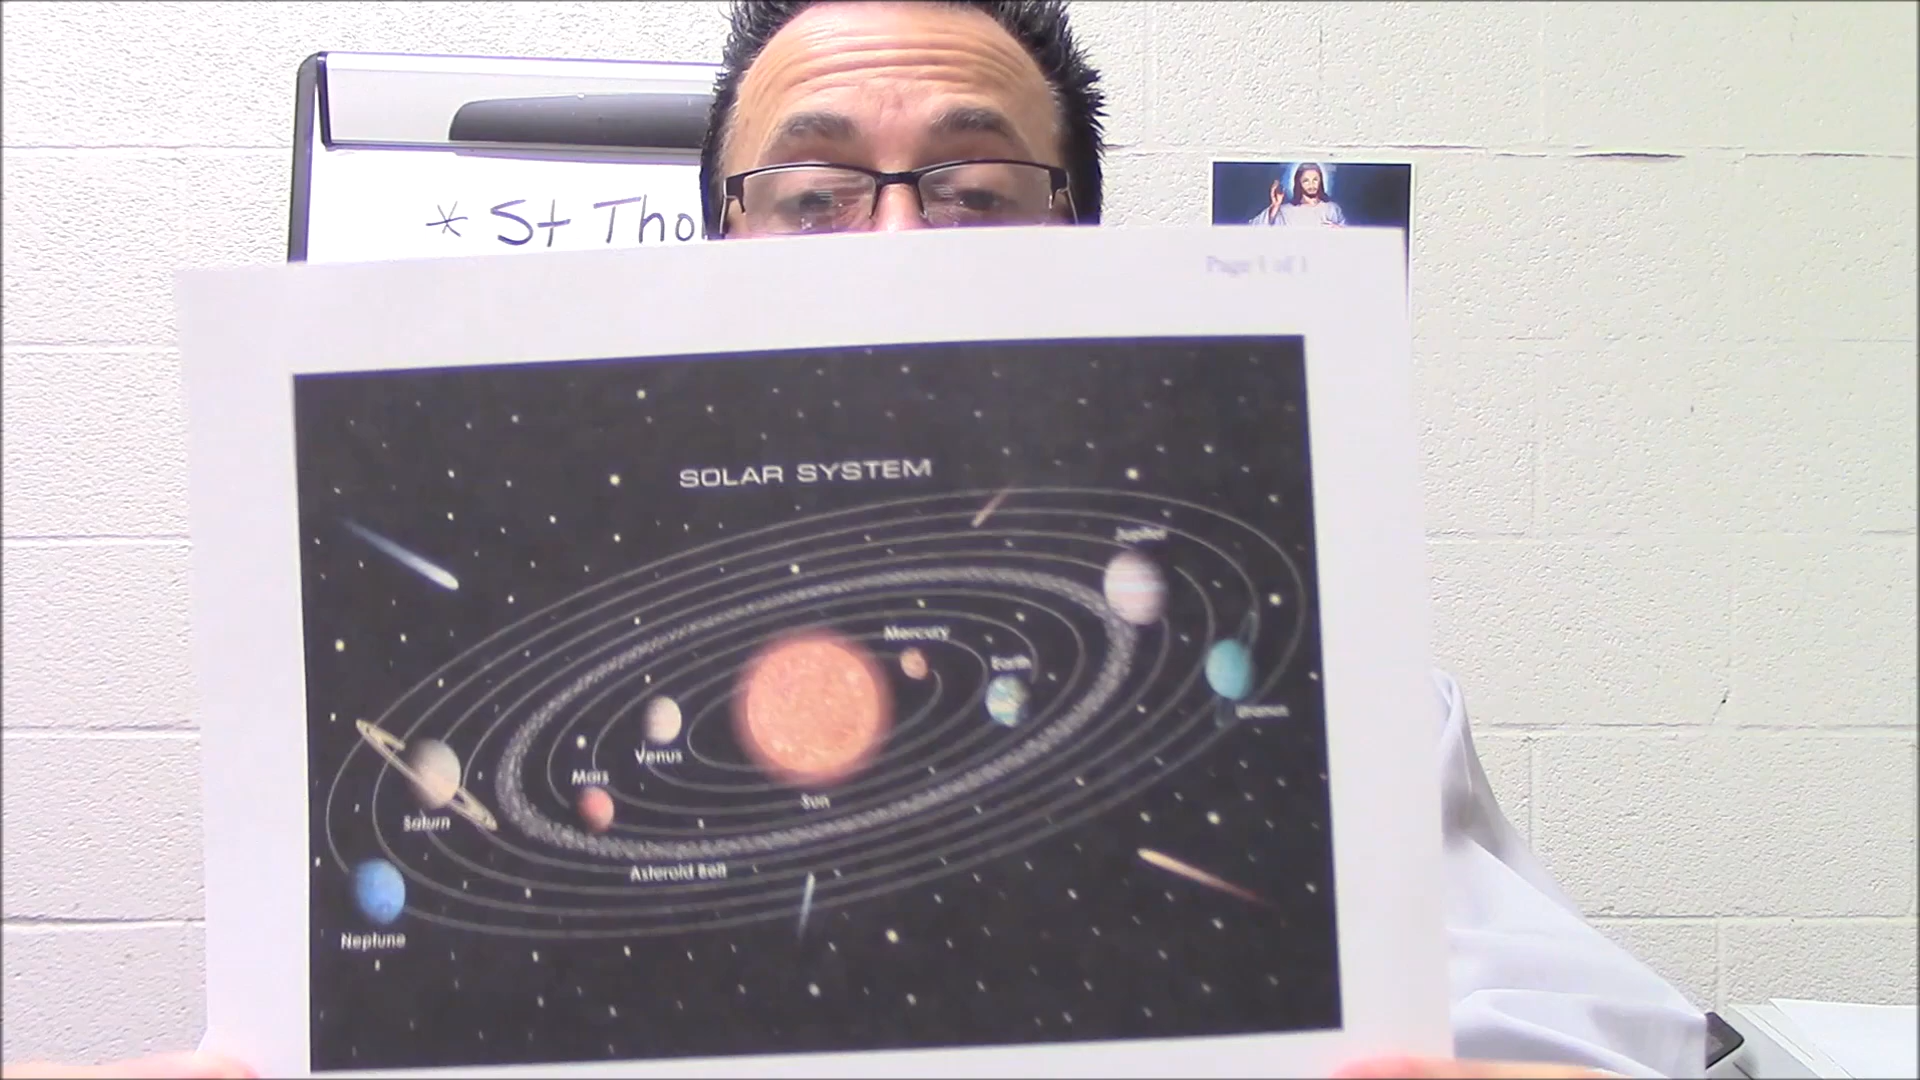 * St Tho
Page 1 of 1
SOLAR SYSTEM
Jupiter
Mercury
Earth
Uranus
Venus
Mars
Sun
Saturn
Asteroid Belt
Neptune